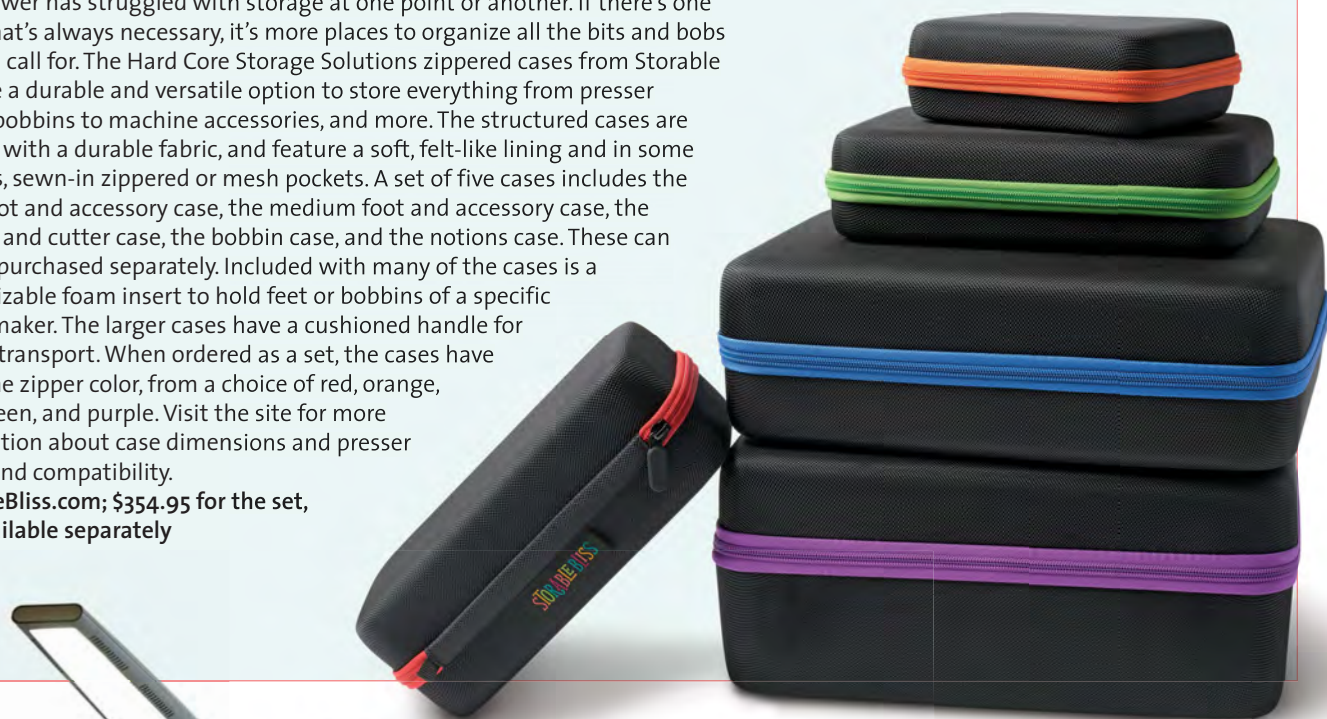 wer has struggled with storage at one point or another. If there's one
hat's always necessary, it's more places to organize all the bits and bobs
call for. The Hard Core Storage Solutions zippered cases from Storable
e a durable and versatile option to store everything from presser
bobbins to machine accessories, and more. The structured cases are
with a durable fabric, and feature a soft, felt-like lining and in some
s, sewn-in zippered or mesh pockets. A set of five cases includes the
ot and accessory case, the medium foot and accessory case, the
and cutter case, the bobbin case, and the notions case. These can
purchased separately. Included with many of the cases is a
izable foam insert to hold feet or bobbins of a specific
maker. The larger cases have a cushioned handle for
transport. When ordered as a set, the cases have
e zipper color, from a choice of red, orange,
een, and purple. Visit the site for more
tion about case dimensions and presser
nd compatibility.
eBliss.com; $354.95 for the set,
ilable separately
STORABLE BLISS